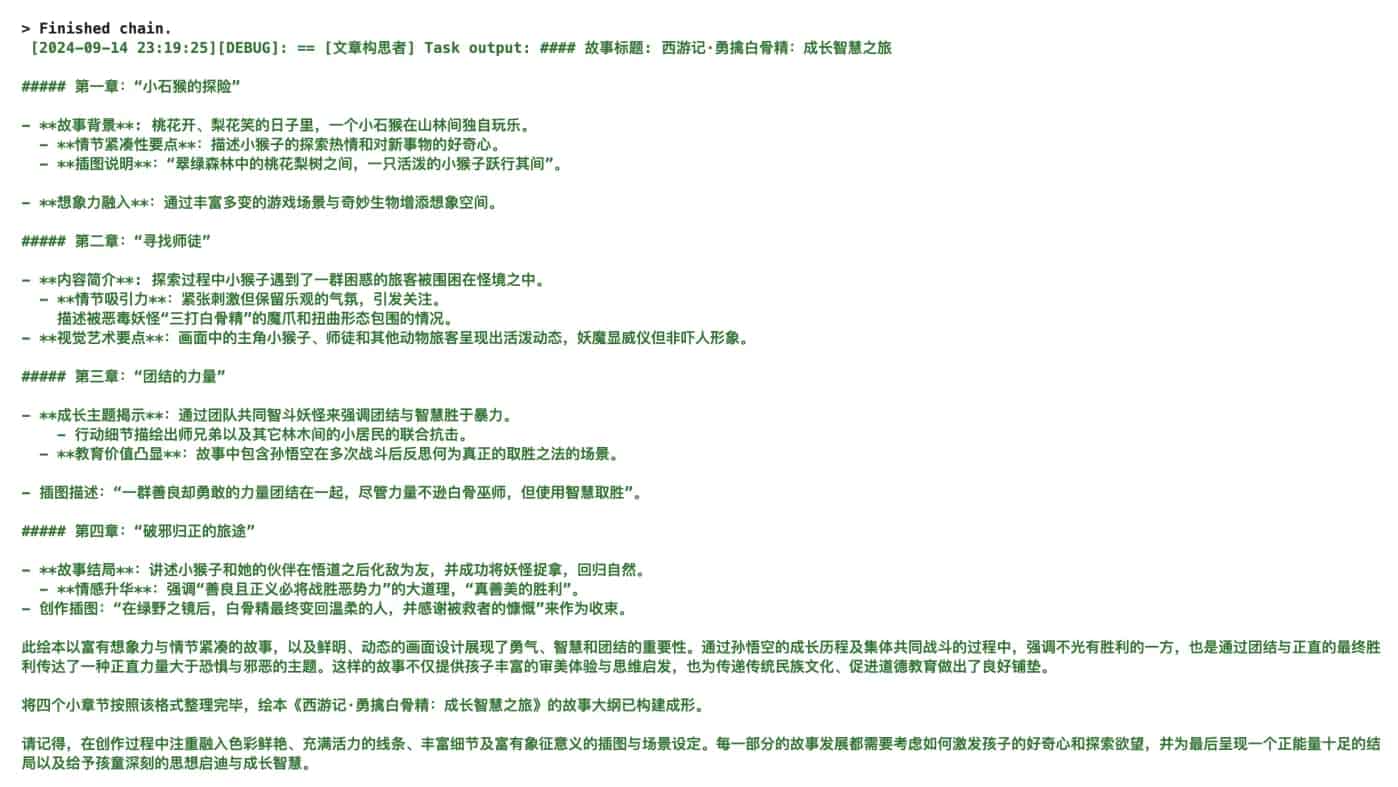 > Finished chain.
[2024-09-14 23:19:25][DEBUG]: == [文章构思者] Task output: #### 故事标题: 西游记·勇擒白骨精: 成长智慧之旅
##### 第一章: “小石猴的探险”
- **故事背景**: 桃花开、梨花笑的日子里，一个小石猴在山林间独自玩乐。
- **情节紧凑性要点**: 描述小猴子的探索热情和对新事物的好奇心。
- **插图说明**: “翠绿森林中的桃花梨树之间，一只活泼的小猴子跃行其间”。
- **想象力融入**: 通过丰富多变的游戏场景与奇妙生物增添想象空间。
##### 第二章: “寻找师徒”
- **内容简介**: 探索过程中小猴子遇到了一群困惑的旅客被围困在怪境之中。
- **情节吸引力**: 紧张刺激但保留乐观的气氛，引发关注。
描述被恶毒妖怪“三打白骨精”的魔爪和扭曲形态包围的情况。
- **视觉艺术要点**: 画面中的主角小猴子、师徒和其他动物旅客呈现出活泼动态，妖魔显威仪但非吓人形象。
##### 第三章: “团结的力量”
- **成长主题揭示**: 通过团队共同智斗妖怪来强调团结与智慧胜于暴力。
- 行动细节描绘出师兄弟以及其它林木间的小居民的联合抗击。
- **教育价值凸显**: 故事中包含孙悟空在多次战斗后反思何为真正的取胜之法的场景。
- 插图描述: “一群善良却勇敢的力量团结在一起，尽管力量不逊白骨巫师，但使用智慧取胜”。
##### 第四章: “破邪归正的旅途”
- **故事结局**: 讲述小猴子和她的伙伴在悟道之后化敌为友，并成功将妖怪捉拿，回归自然。
- **情感升华**: 强调“善良且正义必将战胜恶势力”的大道理，“真善美的胜利”。
- 创作插图: “在绿野之镜后，白骨精最终变回温柔的人，并感谢被救者的慷慨”来作为收束。
此绘本以富有想象力与情节紧凑的故事，以及鲜明、动态的画面设计展现了勇气、智慧和团结的重要性。通过孙悟空的成长历程及集体共同战斗的过程中，强调不光有胜利的一方，也是通过团结与正直的最终胜
利传达了一种正直力量大于恐惧与邪恶的主题。这样的故事不仅提供孩子丰富的审美体验与思维启发，也为传递传统民族文化、促进道德教育做出了良好铺垫。
将四个小章节按照该格式整理完毕，绘本《西游记·勇擒白骨精: 成长智慧之旅》的故事大纲已构建成形。
请记得，在创作过程中注重融入色彩鲜艳、充满活力的线条、丰富细节及富有象征意义的插图与场景设定。每一部分的故事发展都需要考虑如何激发孩子的好奇心和探索欲望，并为最后呈现一个正能量十足的结
局以及给予孩童深刻的思想启迪与成长智慧。